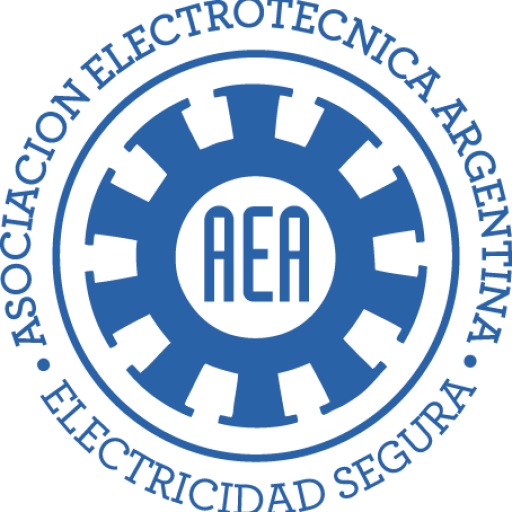 ASOCIACION ELECTROTECNICA ARGENTINA
AEA
• ELECTRICIDAD SEGURA •